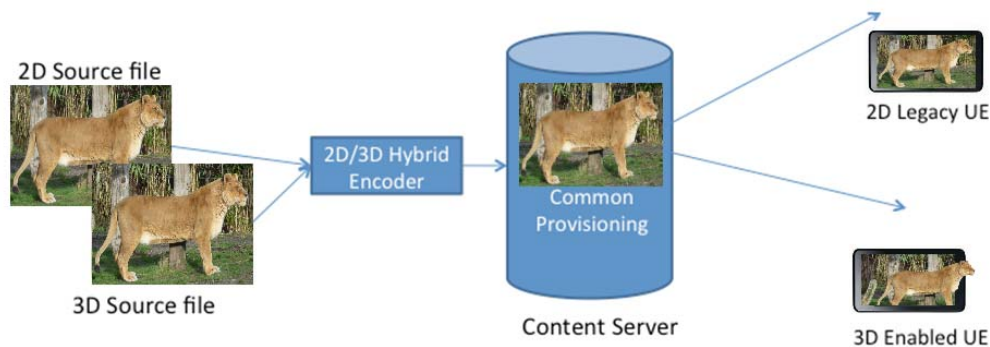 2D Source file
3D Source file
2D/3D Hybrid
Encoder
Common
Provisioning
Content Server
2D Legacy UE
3D Enabled UE